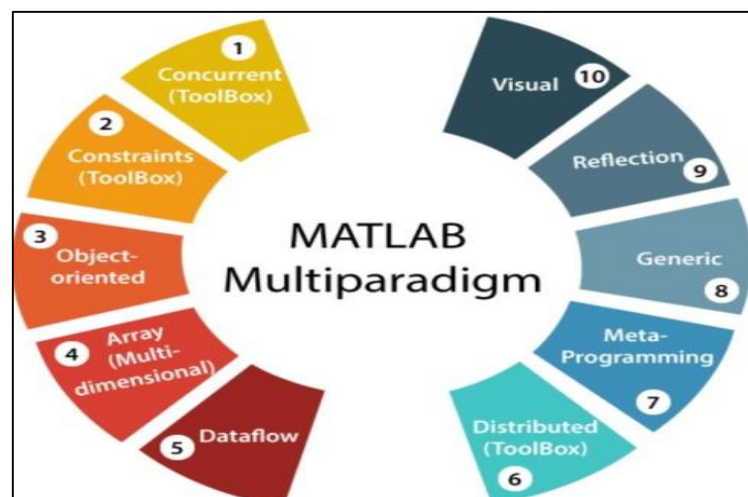 1
Concurrent
(ToolBox)
2
Constraints
(ToolBox)
3
Object-
oriented
4
Array
(Multi-
dimensional)
5
Dataflow
MATLAB
Multiparadigm
10
Visual
Reflection
9
Generic
8
Meta-
Programming
7
Distributed
(ToolBox)
6